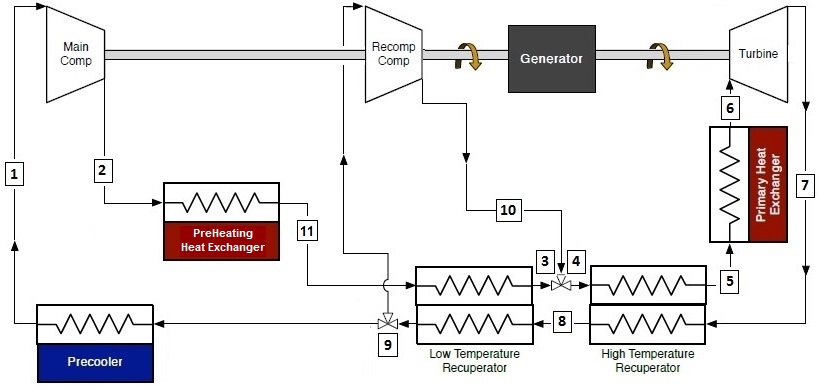 Main
Comp
Recomp
Comp
Generator
Turbine
1
2
6
7
Primary Heat
Exchanger
PreHeating
Heat Exchanger
11
10
3
4
5
8
9
Precooler
Low Temperature
Recuperator
High Temperature
Recuperator